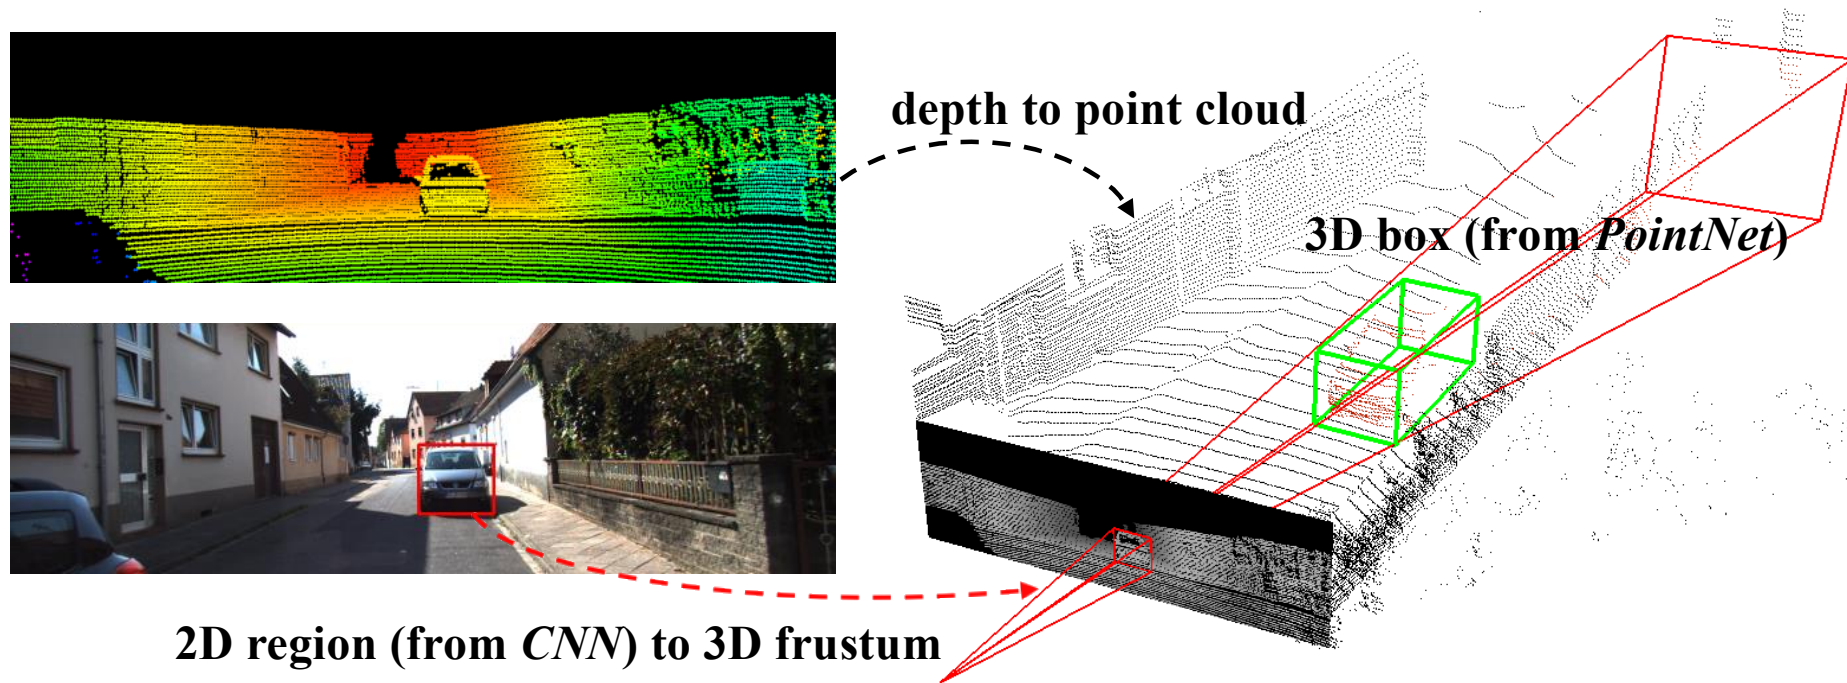 depth to point cloud
3D box (from PointNet)
2D region (from CNN) to 3D frustum